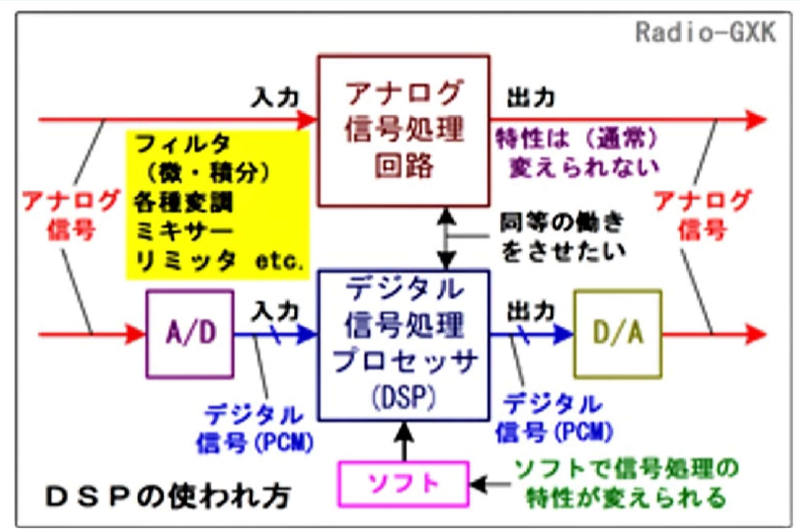 Radio-GXK
入力
アナログ
信号処理
回路
出力
特性は（通常）
変えられない
フィルタ
（微・積分）
各種変調
ミキサー
リミッタ etc.
アナログ
信号
アナログ
信号
同等の働き
をさせたい
A/D
入力
デジタル
信号処理
プロセッサ
(DSP)
出力
D/A
デジタル
信号(PCM)
デジタル
信号(PCM)
ソフト
ソフトで信号処理の
特性が変えられる
ＤＳＰの使われ方